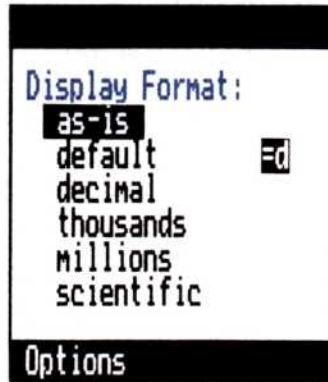 Display Format:
as-is
default =d
decimal
thousands
millions
scientific
Options